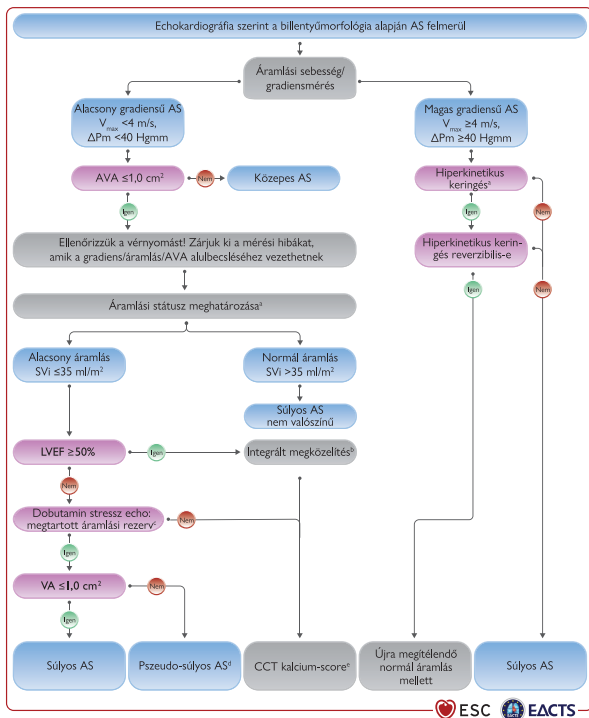 Echokardiográfia szerint a billentyűmorfológia alapján AS felmerül
Áramlási sebesség/
gradiensmérés
Alacsony gradiensű AS
Vmax <4 m/s,
ΔPm <40 Hgmm
Magas gradiensű AS
Vmax ≥4 m/s,
ΔPm ≥40 Hgmm
AVA ≤1,0 cm²
Nem
Közepes AS
Hiperkinetikus
keringésᵃ
Igen
Igen
Nem
Ellenőrizzük a vérnyomást! Zárjuk ki a mérési hibákat,
amik a gradiens/áramlás/AVA alulbecsléséhez vezethetnek
Hiperkinetikus kerin-
gés reverzibilis-e
Igen
Nem
Áramlási státusz meghatározásaᵃ
Alacsony áramlás
SVi ≤35 ml/m²
Normál áramlás
SVi >35 ml/m²
Súlyos AS
nem valószínű
LVEF ≥50%
Igen
Integrált megközelítésᵇ
Nem
Dobutamin stressz echo:
megtartott áramlási rezervᶜ
Nem
Igen
VA ≤1,0 cm²
Nem
Igen
Súlyos AS
Pszeudo-súlyos ASᵈ
CCT kalcium-scoreᵉ
Újra megítélendő
normál áramlás
mellett
Súlyos AS
ESC
EACTS